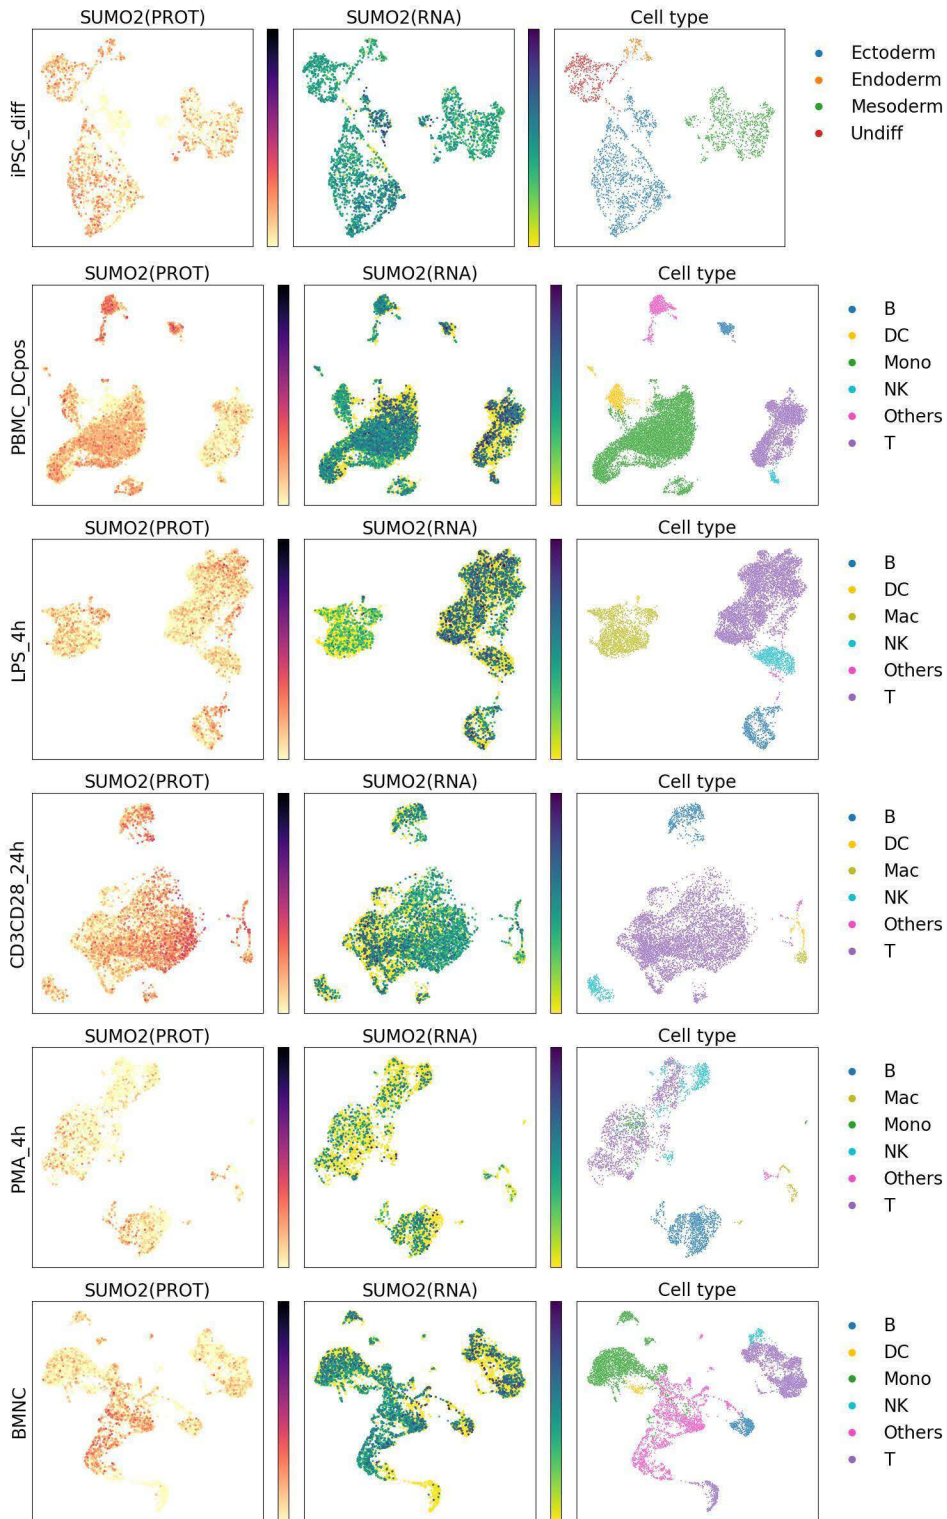 SUMO2(PROT) SUMO2(RNA) Cell type
iPSC_diff
Ectoderm
Endoderm
Mesoderm
Undiff
SUMO2(PROT) SUMO2(RNA) Cell type
PBMC_DCpos
B
DC
Mono
NK
Others
T
SUMO2(PROT) SUMO2(RNA) Cell type
LPS_4h
B
DC
Mac
NK
Others
T
SUMO2(PROT) SUMO2(RNA) Cell type
CD3CD28_24h
B
DC
Mac
NK
Others
T
SUMO2(PROT) SUMO2(RNA) Cell type
PMA_4h
B
Mac
Mono
NK
Others
T
SUMO2(PROT) SUMO2(RNA) Cell type
BMNC
B
DC
Mono
NK
Others
T